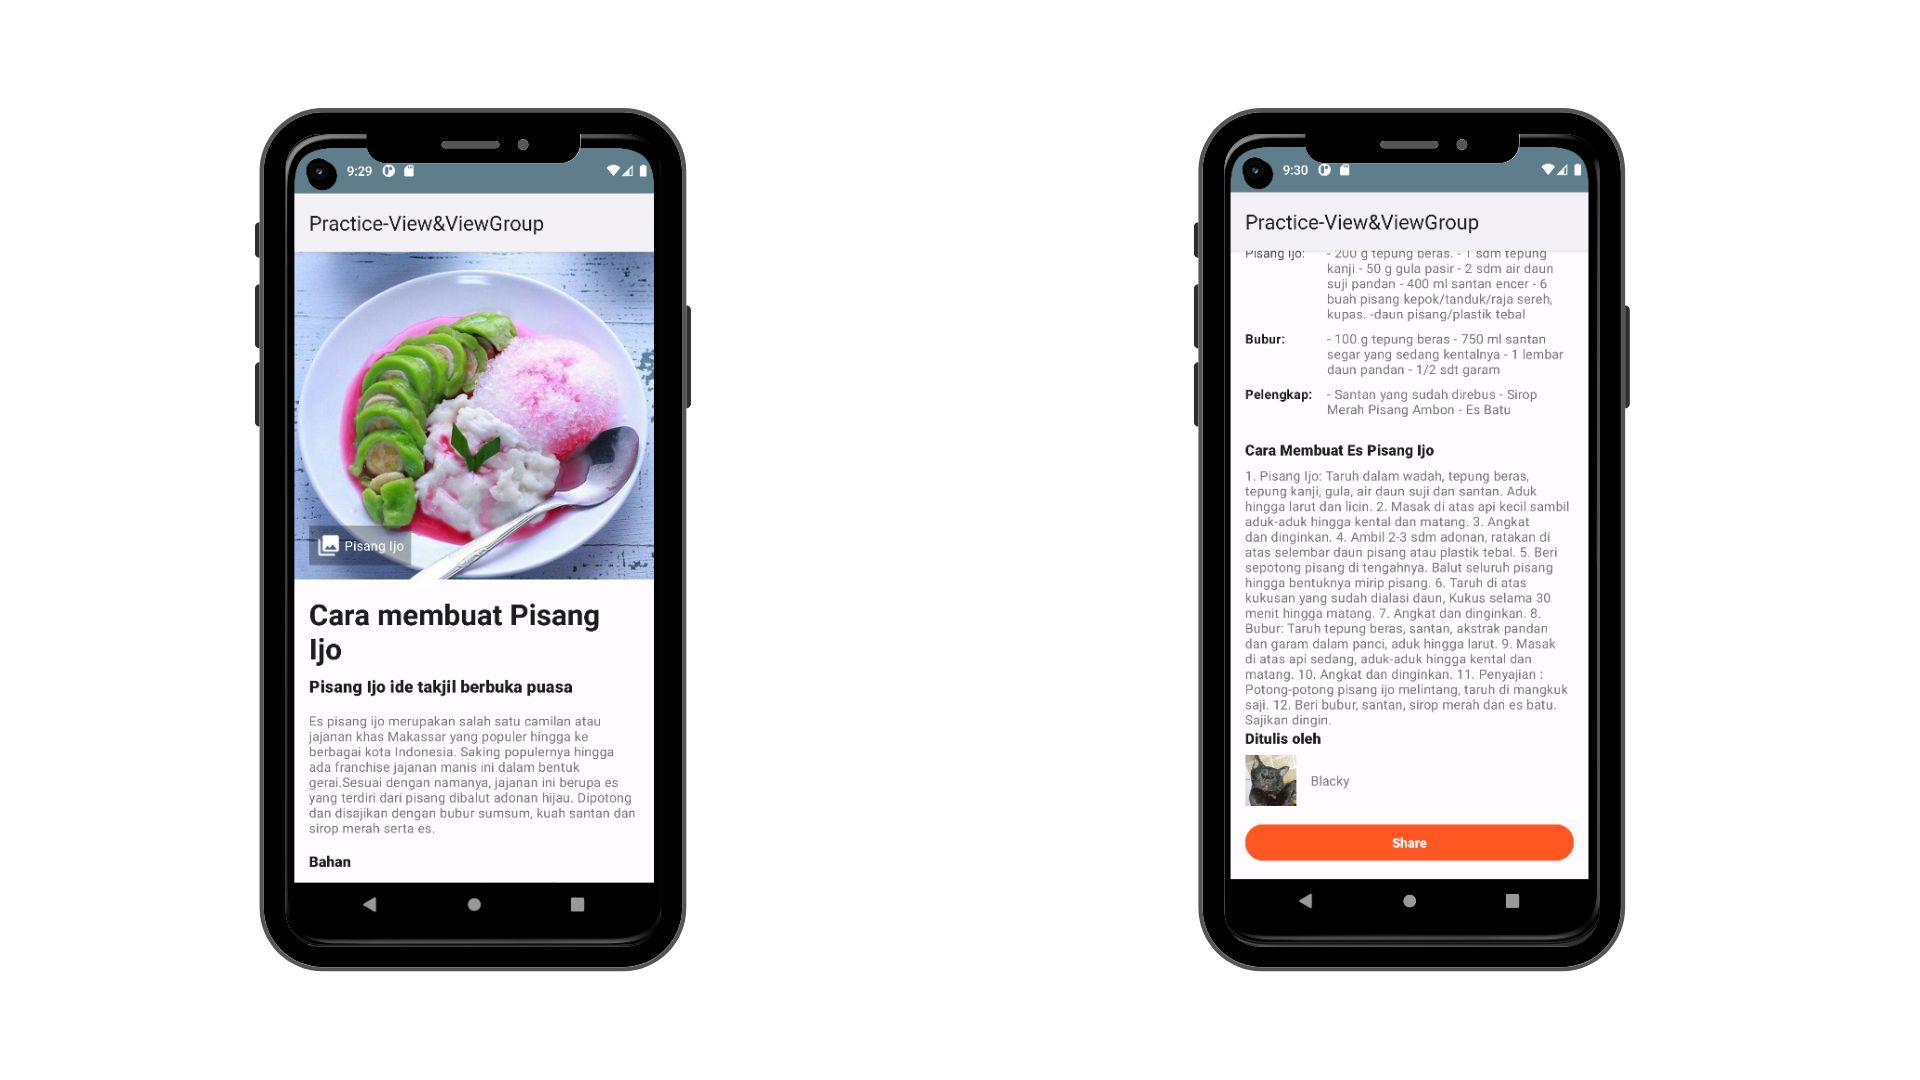 9:29
Practice-View&ViewGroup
Pisang Ijo
Cara membuat Pisang
Ijo
Pisang Ijo ide takjil berbuka puasa
Es pisang ijo merupakan salah satu camilan atau
jajanan khas Makassar yang populer hingga ke
berbagai kota Indonesia. Saking populernya hingga
ada franchise jajanan manis ini dalam bentuk
gerai.Sesuai dengan namanya, jajanan ini berupa es
yang terdiri dari pisang dibalut adonan hijau. Dipotong
dan disajikan dengan bubur sumsum, kuah santan dan
sirop merah serta es.
Bahan
9:30
Practice-View&ViewGroup
Pisang Ijo: - 200 g tepung beras. - 1 sdm tepung
kanji - 50 g gula pasir - 2 sdm air daun
suji pandan - 400 ml santan encer - 6
buah pisang kepok/tanduk/raja sereh,
kupas. -daun pisang/plastik tebal
Bubur: - 100 g tepung beras - 750 ml santan
segar yang sedang kentalnya - 1 lembar
daun pandan - 1/2 sdt garam
Pelengkap: - Santan yang sudah direbus - Sirop
Merah Pisang Ambon - Es Batu
Cara Membuat Es Pisang Ijo
1. Pisang Ijo: Taruh dalam wadah, tepung beras,
tepung kanji, gula, air daun suji dan santan. Aduk
hingga larut dan licin. 2. Masak di atas api kecil sambil
aduk-aduk hingga kental dan matang. 3. Angkat
dan dinginkan. 4. Ambil 2-3 sdm adonan, ratakan di
atas selembar daun pisang atau plastik tebal. 5. Beri
sepotong pisang di tengahnya. Balut seluruh pisang
hingga bentuknya mirip pisang. 6. Taruh di atas
kukusan yang sudah dialasi daun, Kukus selama 30
menit hingga matang. 7. Angkat dan dinginkan. 8.
Bubur: Taruh tepung beras, santan, akstrak pandan
dan garam dalam panci, aduk hingga larut. 9. Masak
di atas api sedang, aduk-aduk hingga kental dan
matang. 10. Angkat dan dinginkan. 11. Penyajian :
Potong-potong pisang ijo melintang, taruh di mangkuk
saji. 12. Beri bubur, santan, sirop merah dan es batu.
Sajikan dingin.
Ditulis oleh
Blacky
Share